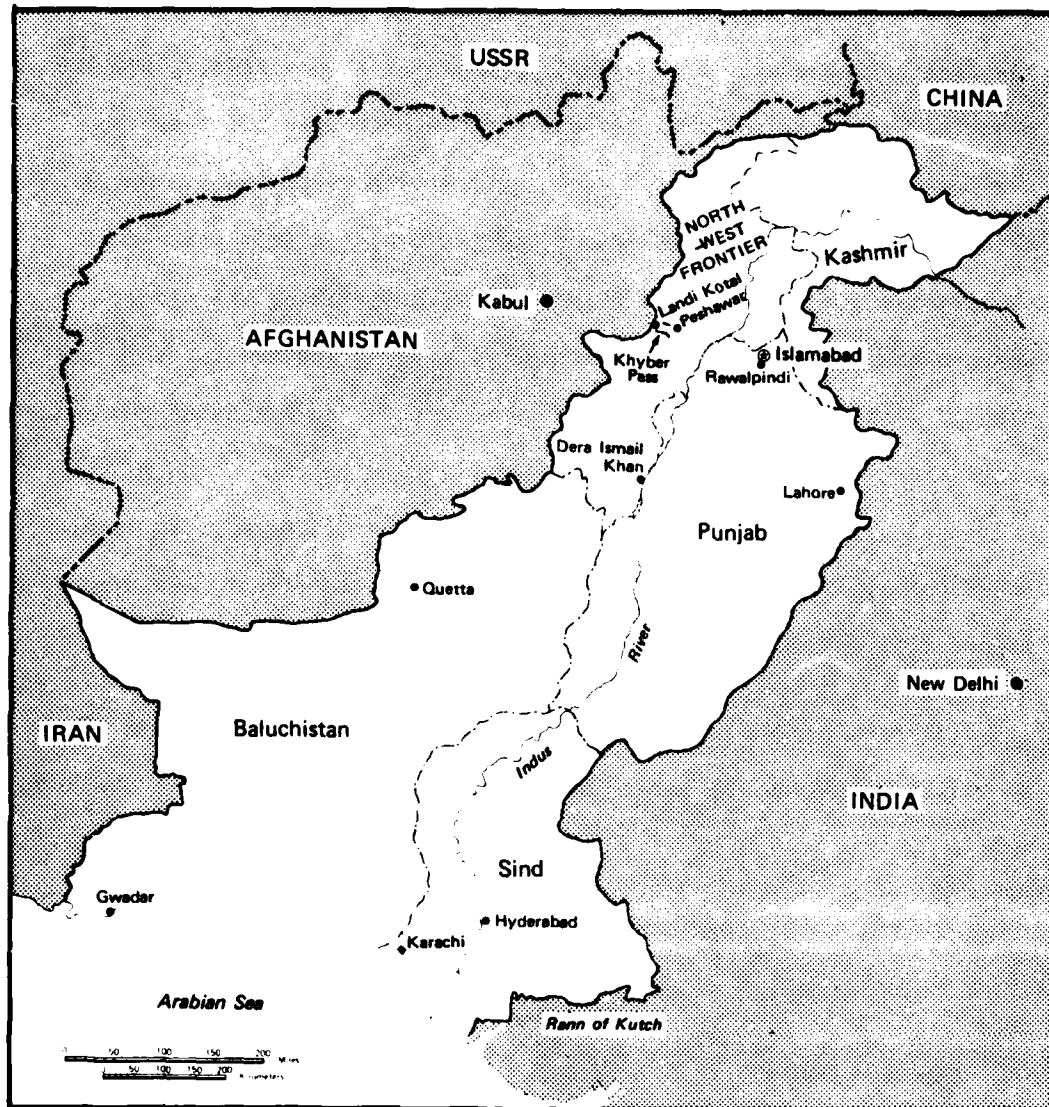 USSR
CHINA
NORTH
-WEST
FRONTIER
Kashmir
Landi Kotal
Peshawar
Kabul
AFGHANISTAN
Khyber
Pass
Islamabad
Rawalpindi
Dera Ismail
Khan
Lahore
Punjab
Quetta
River
New Delhi
IRAN
Baluchistan
Indus
INDIA
Sind
Gwadar
Hyderabad
Karachi
Arabian Sea
Rann of Kutch
50 100 150 200 Miles
50 100 150 200
Kilometers